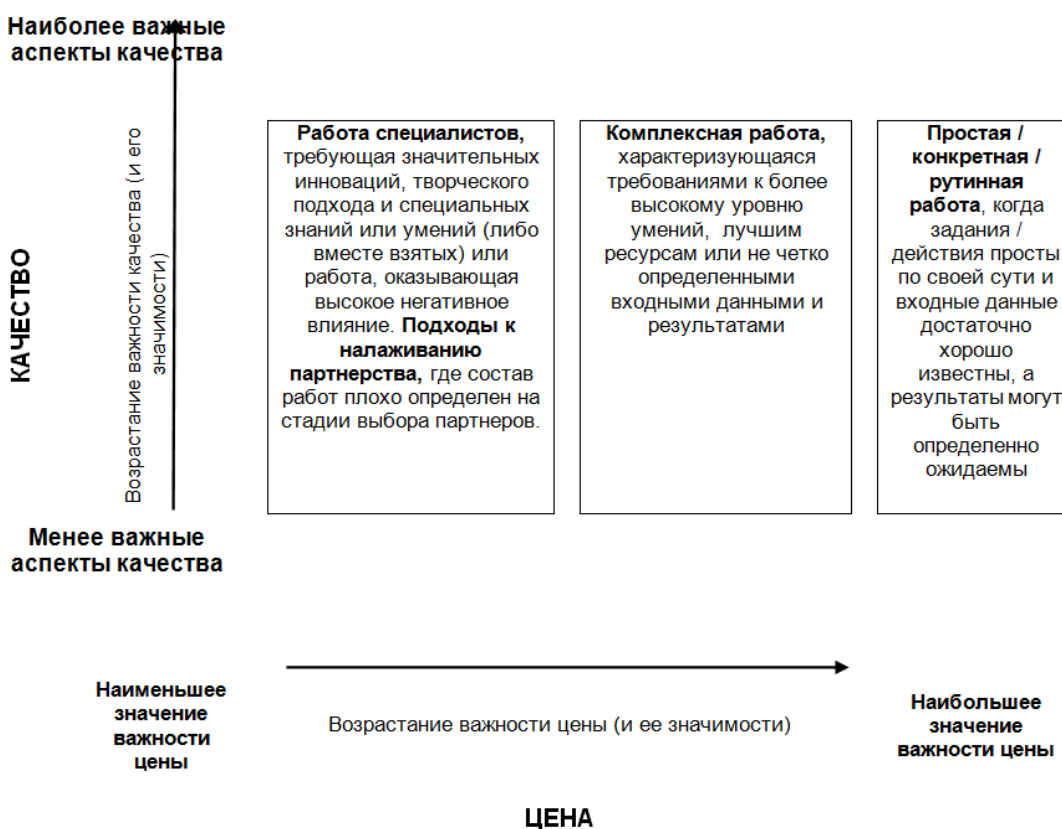 Наиболее важные
аспекты качества
КАЧЕСТВО
Возрастание важности качества (и его
значимости)
Работа специалистов,
требующая значительных
инноваций, творческого
подхода и специальных
знаний или умений (либо
вместе взятых) или
работа, оказывающая
высокое негативное
влияние. Подходы к
налаживанию
партнерства, где состав
работ плохо определен на
стадии выбора партнеров.
Комплексная работа,
характеризующаяся
требованиями к более
высокому уровню
умений, лучшим
ресурсам или не четко
определенными
входными данными и
результатами
Простая /
конкретная /
рутинная
работа, когда
задания /
действия просты
по своей сути и
входные данные
достаточно
хорошо
известны, а
результаты могут
быть
определенно
ожидаемы
Менее важные
аспекты качества
Наименьшее
значение
важности
цены
Возрастание важности цены (и ее значимости)
Наибольшее
значение
важности цены
ЦЕНА